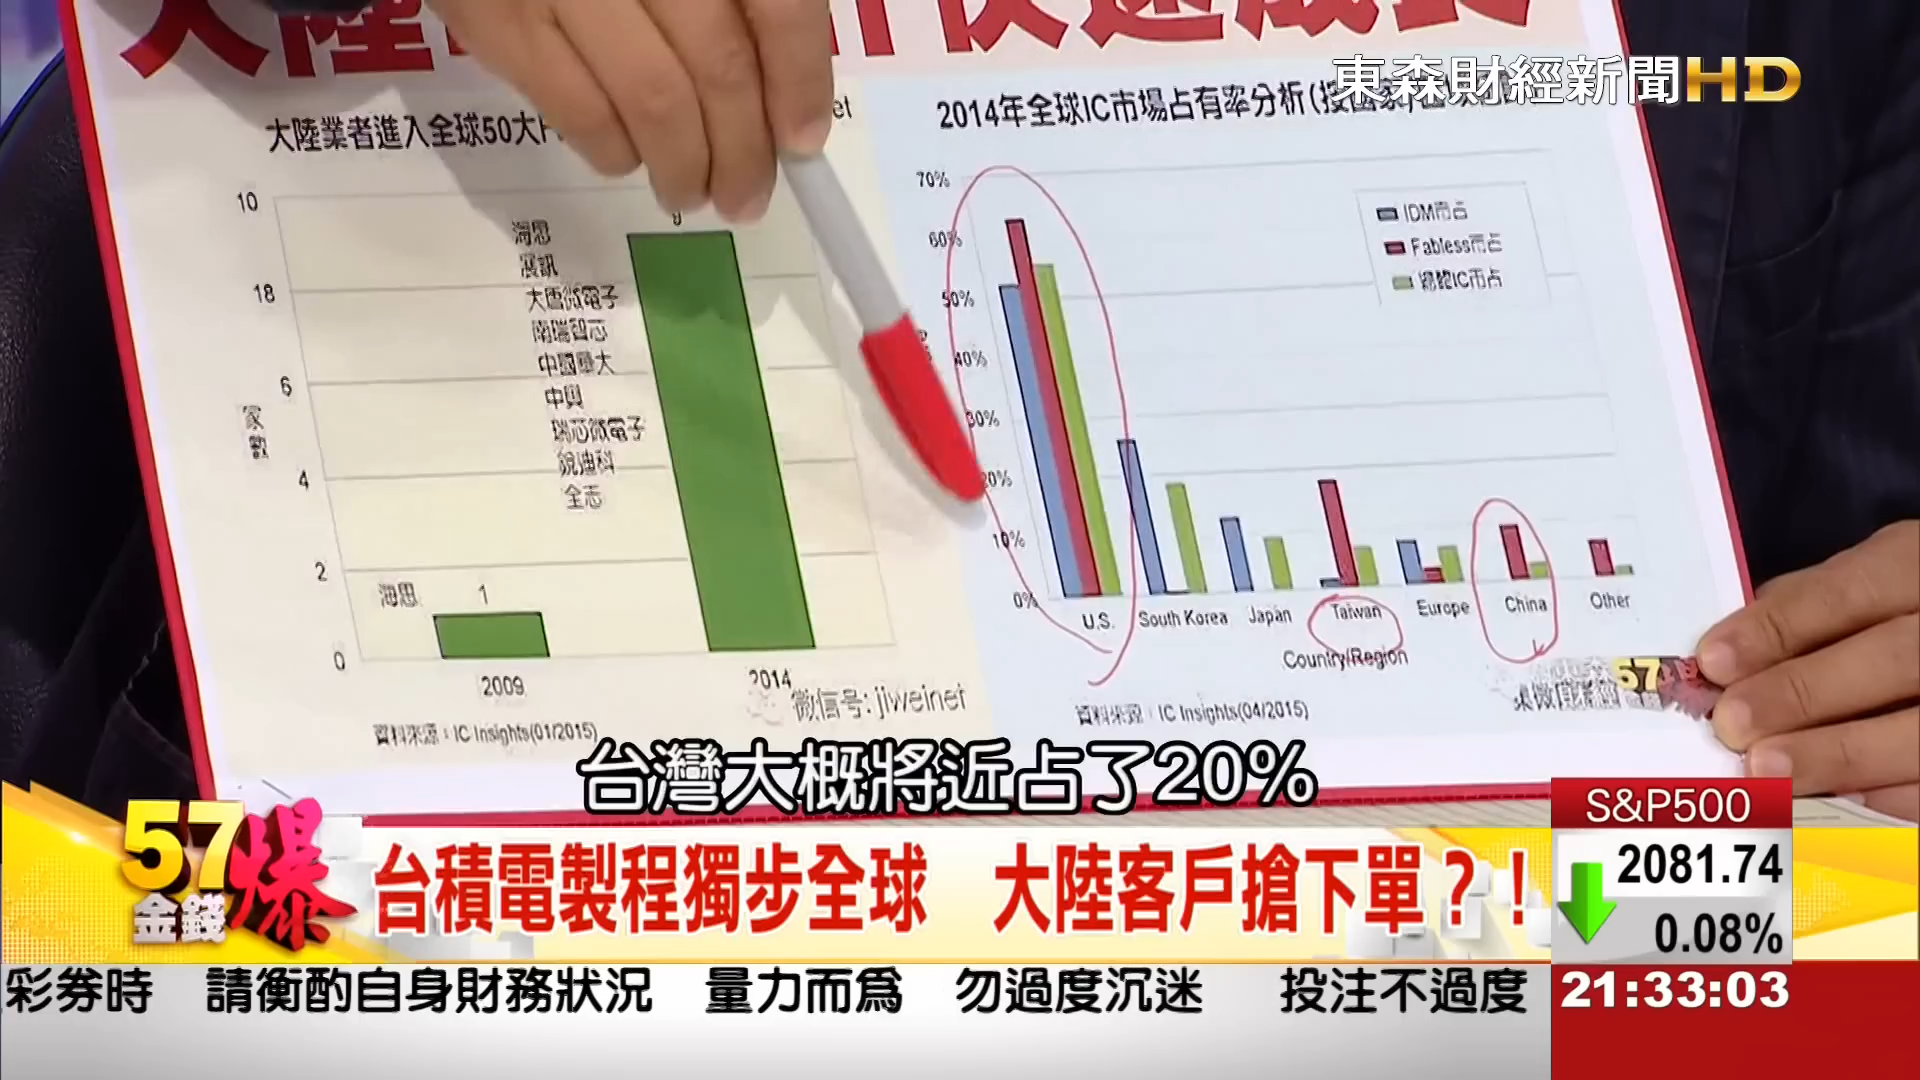 東森財經新聞HD
大陸業者進入全球50大
2014年全球IC市場占有率分析(按國家/
10
18
6
4
2
0
家數
海思
展訊
大唐微電子
南瑞智芯
中國華大
中興
瑞芯微電子
銳迪科
全志
9
海思
1
2009
2014
資料來源:IC Insights(01/2015)
微信号: jiweinet
70%
60%
50%
40%
30%
20%
10%
0%
IDM市占
Fabless市占
總體IC市占
U.S.
South Korea
Japan
Taiwan
Europe
China
Other
Country/Region
資料來源:IC Insights(04/2015)
57
台灣大概將近占了20%
57
金錢爆
台積電製程獨步全球 大陸客戶搶下單?!
S&P500
2081.74
0.08%
21:33:03
彩券時 請衡酌自身財務狀況 量力而為 勿過度沉迷 投注不過度